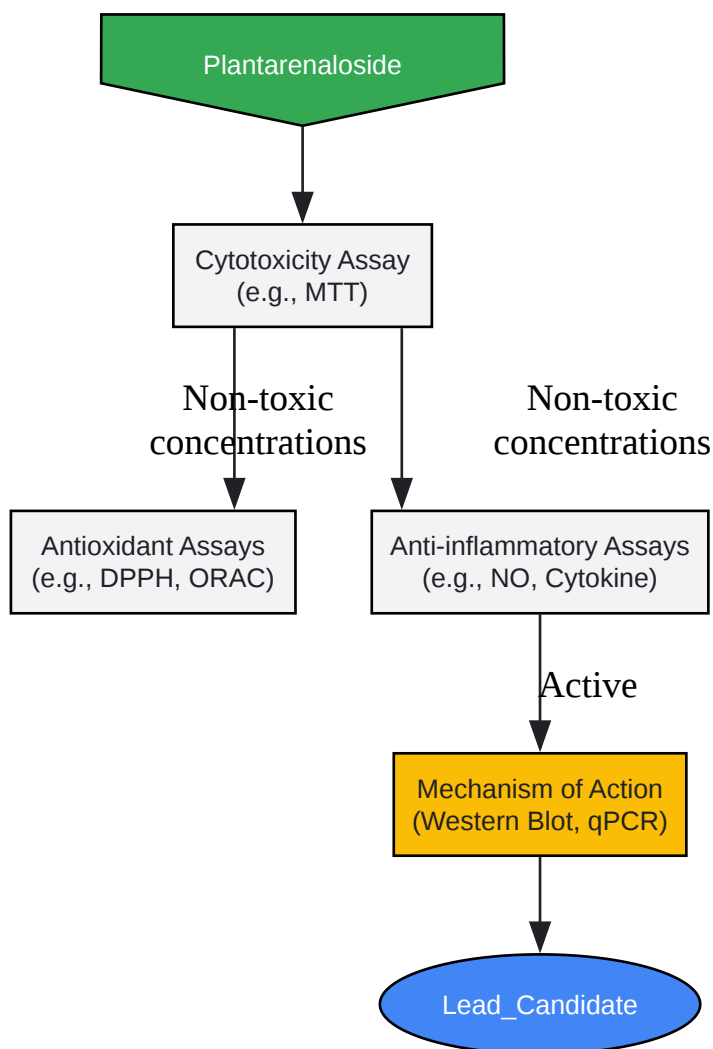 Plantarenaloside
Cytotoxicity Assay
(e.g., MTT)
Non-toxic
concentrations
Non-toxic
concentrations
Antioxidant Assays
(e.g., DPPH, ORAC)
Anti-inflammatory Assays
(e.g., NO, Cytokine)
Active
Mechanism of Action
(Western Blot, qPCR)
Lead_Candidate